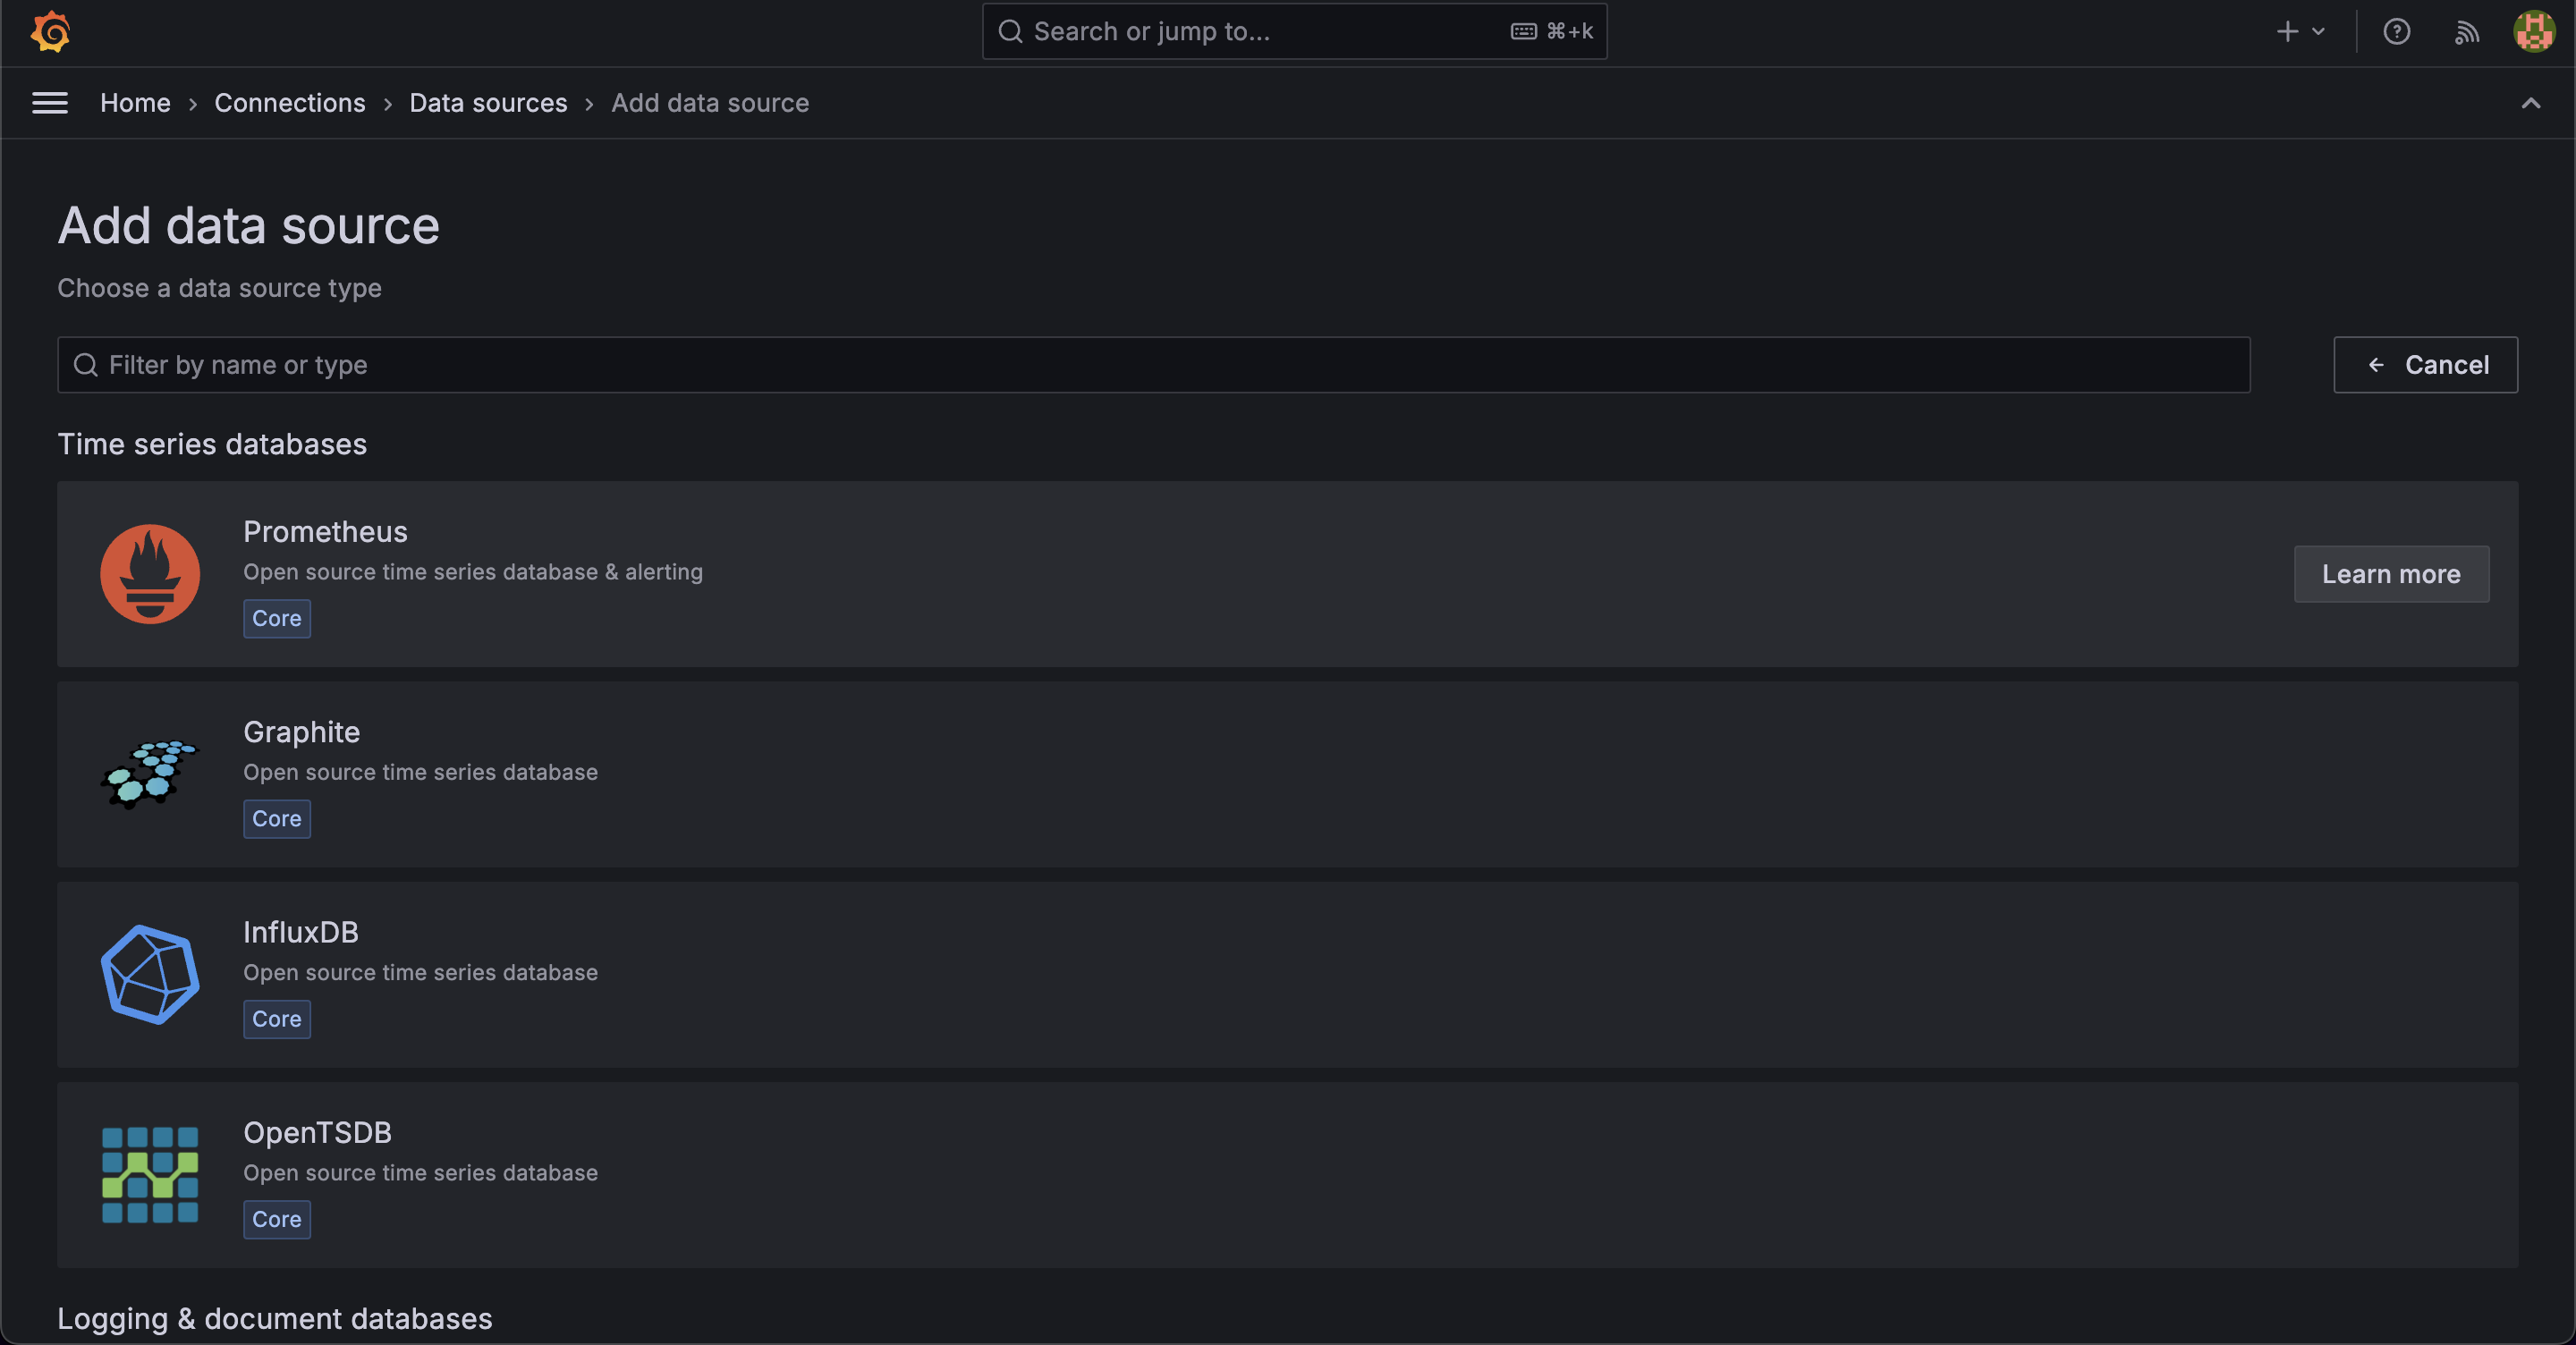 Search or jump to... ⌘+k
Home › Connections › Data sources › Add data source
Add data source
Choose a data source type
Filter by name or type
Cancel
Time series databases
Prometheus
Open source time series database & alerting
Core
Learn more
Graphite
Open source time series database
Core
InfluxDB
Open source time series database
Core
OpenTSDB
Open source time series database
Core
Logging & document databases